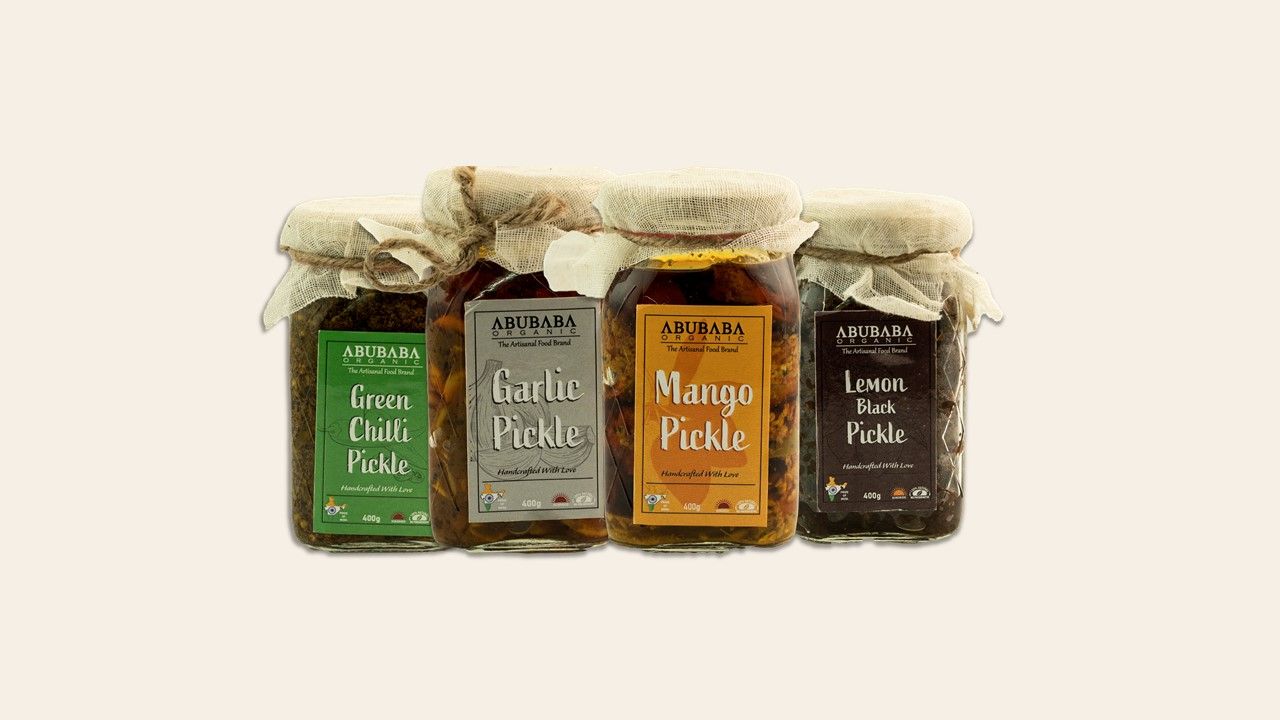 ABUBABA
ORGANIC
The Artisanal Food Brand
Green
Chilli
Pickle
Handcrafted With Love
400g
ABUBABA
ORGANIC
The Artisanal Food Brand
Garlic
Pickle
Handcrafted With Love
400g
ABUBABA
ORGANIC
The Artisanal Food Brand
Mango
Pickle
Handcrafted With Love
400g
ABUBABA
ORGANIC
The Artisanal Food Brand
Lemon
Black
Pickle
Handcrafted With Love
400g